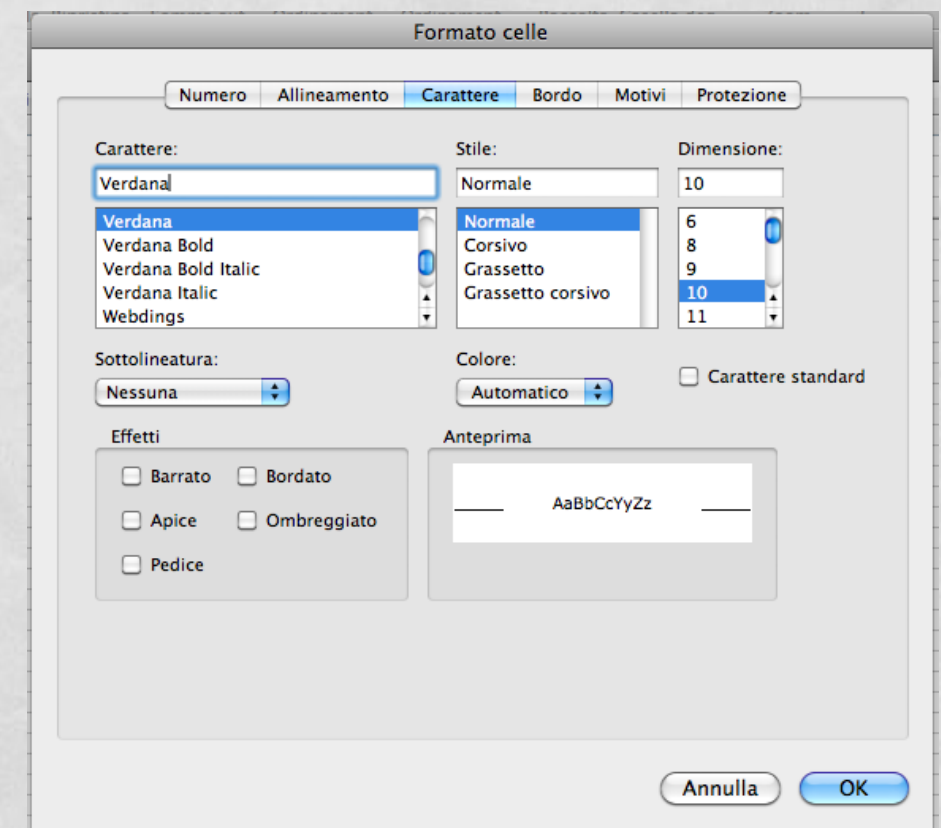 Formato celle
Numero Allineamento Carattere Bordo Motivi Protezione
Carattere: Stile: Dimensione:
Verdana Normale 10
Verdana Normale 6
Verdana Bold Corsivo 8
Verdana Bold Italic Grassetto 9
Verdana Italic Grassetto corsivo 10
Webdings 11
Sottolineatura: Colore:
Nessuna Automatico Carattere standard
Effetti Anteprima
Barrato Bordato
AaBbCcYyZz
Apice Ombreggiato
Pedice
Annulla OK